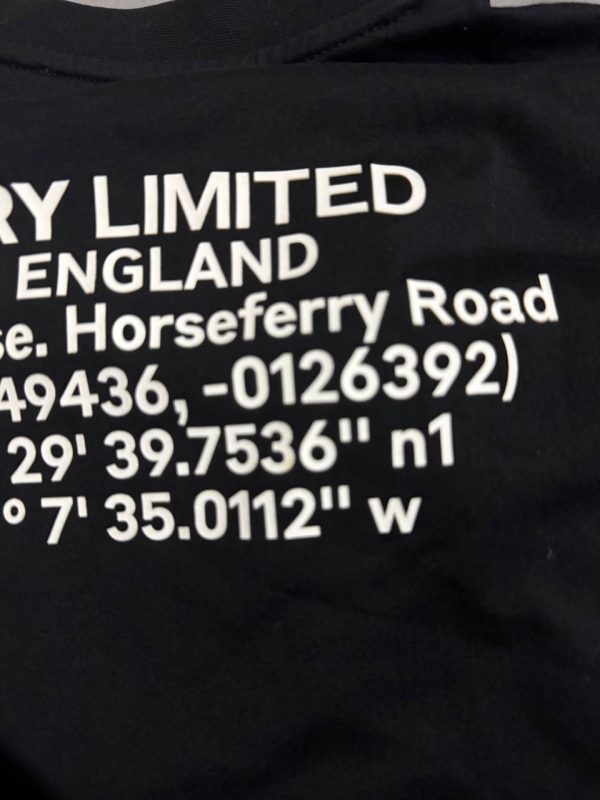 RY LIMITED
ENGLAND
se. Horseferry Road
49436, -0126392)
29' 39.7536" n1
° 7' 35.0112" w